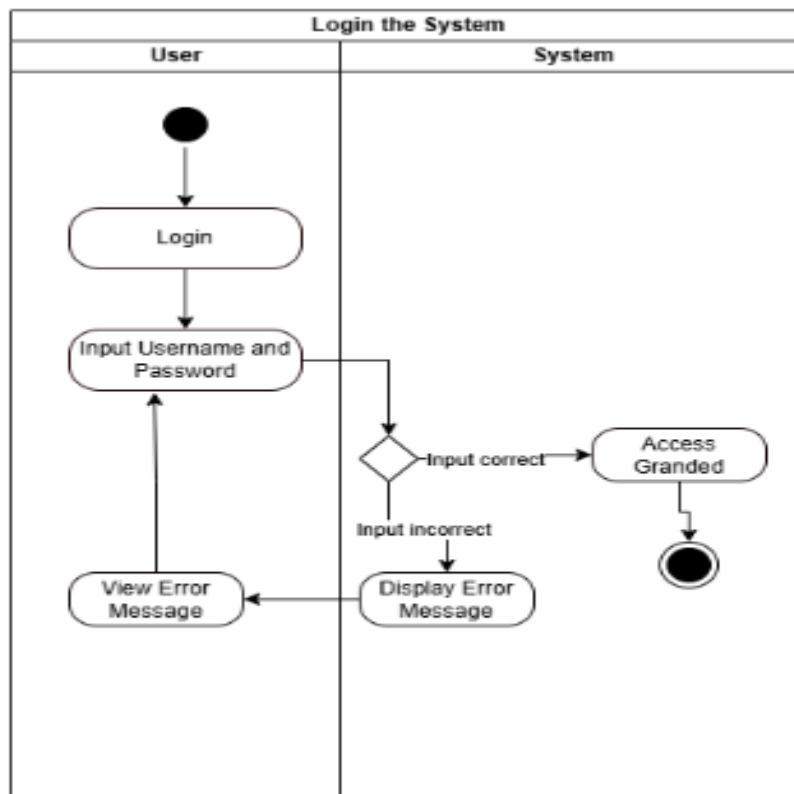 Login the System
User
System
Login
Input Username and
Password
Input correct
Access
Granded
Input incorrect
View Error
Message
Display Error
Message